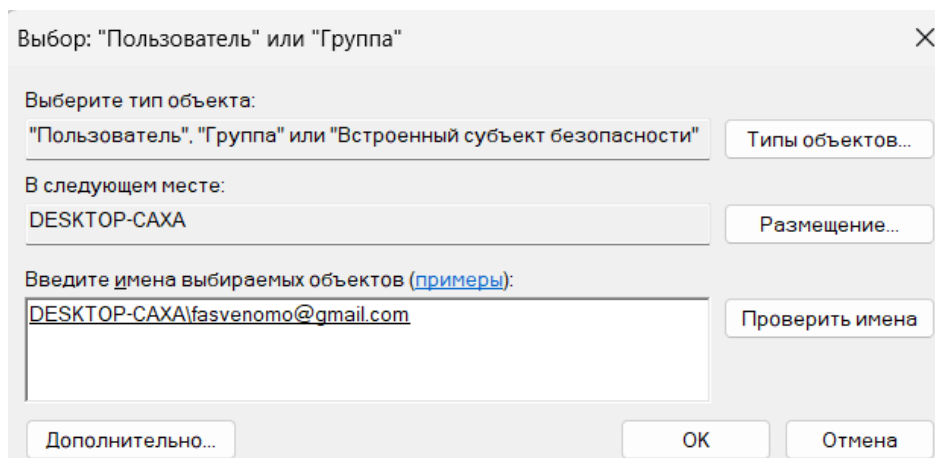 Выбор: "Пользователь" или "Группа"
Выберите тип объекта:
"Пользователь", "Группа" или "Встроенный субъект безопасности"
Типы объектов...
В следующем месте:
DESKTOP-CAXA
Размещение...
Введите имена выбираемых объектов (примеры):
DESKTOP-CAXA\fasvenomo@gmail.com
Проверить имена
Дополнительно...
ОК
Отмена